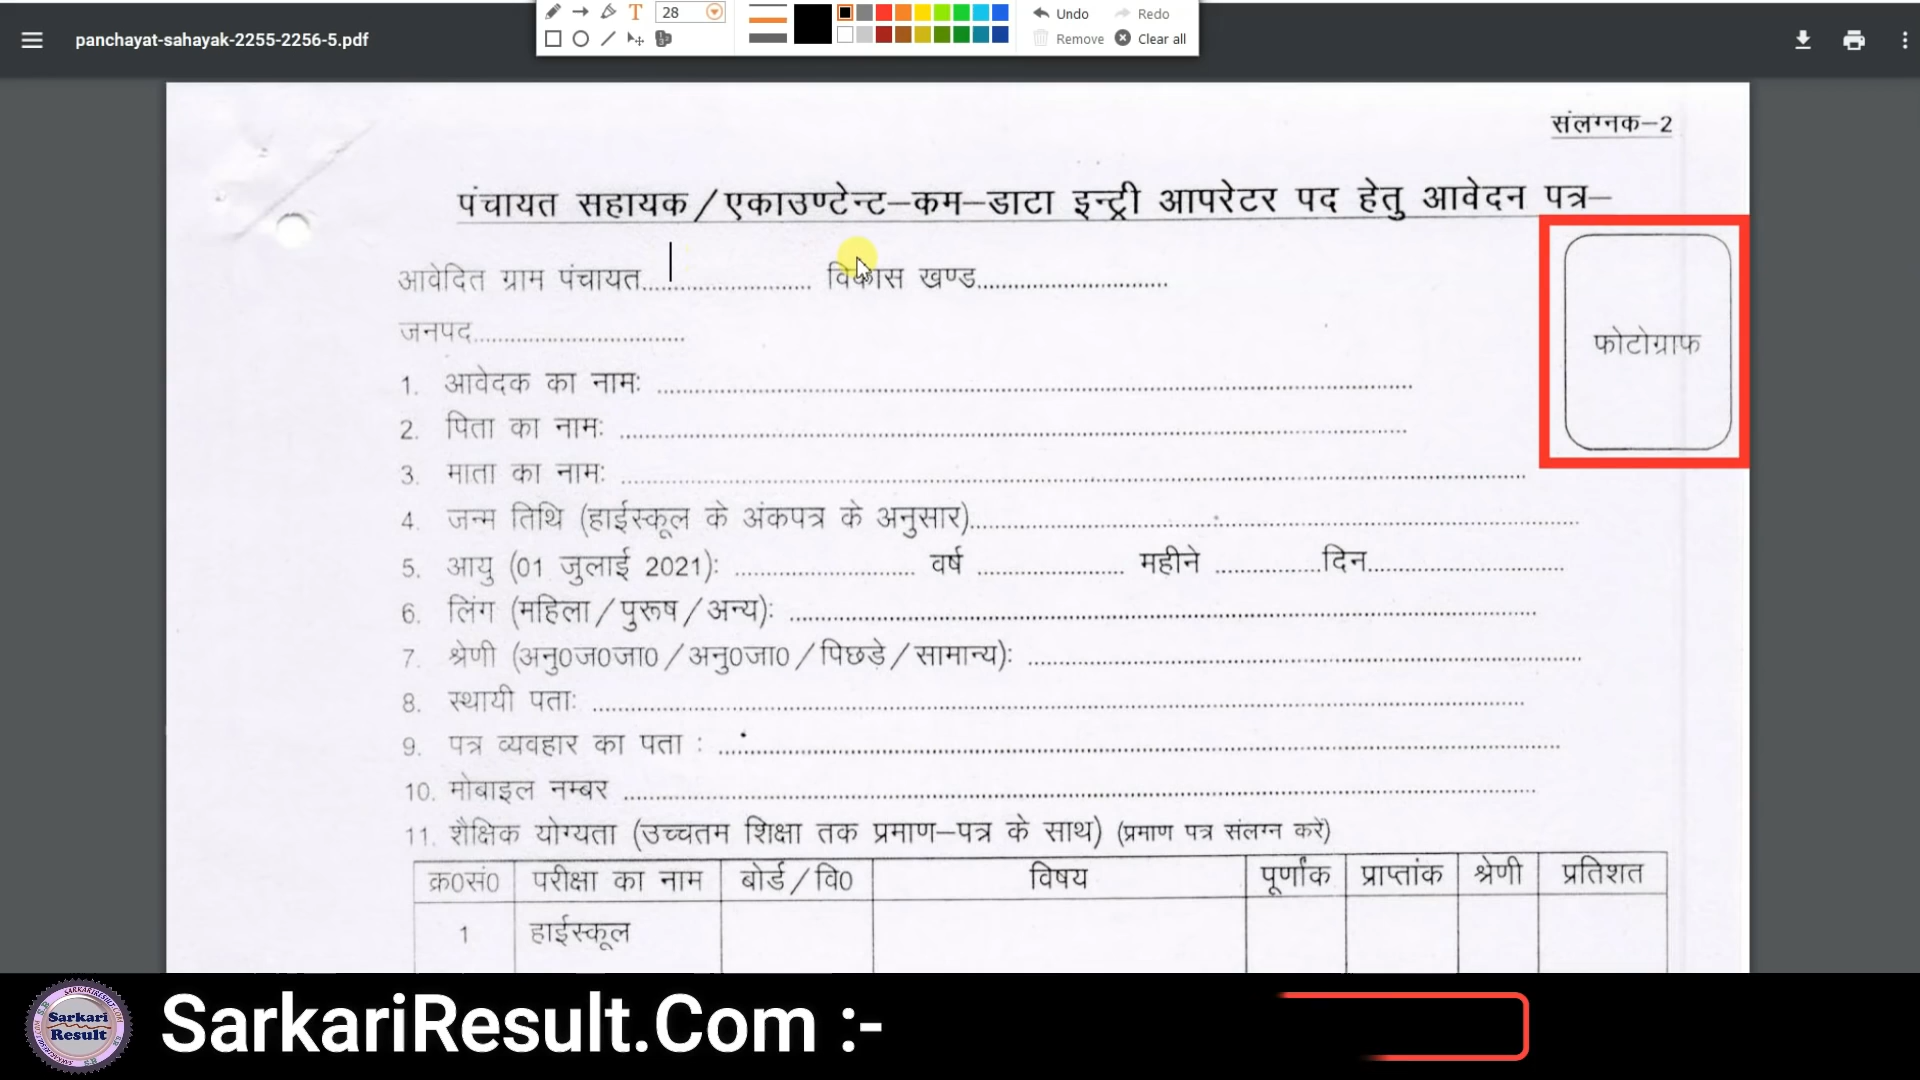 panchayat-sahayak-2255-2256-5.pdf
T 28 Undo Redo
Remove Clear all
संलग्नक–2
पंचायत सहायक/एकाउण्टेन्ट–कम–डाटा इन्ट्री आपरेटर पद हेतु आवेदन पत्र–
आवेदित ग्राम पंचायत............................ विकास खण्ड................................
जनपद...................................
फोटोग्राफ
1. आवेदक का नामः ................................................................
2. पिता का नामः ................................................................
3. माता का नामः ................................................................
4. जन्म तिथि (हाईस्कूल के अंकपत्र के अनुसार)................................................................
5. आयु (01 जुलाई 2021): .............................. वर्ष ......................... महीने ..................दिन.................................
6. लिंग (महिला/पुरूष/अन्य): ................................................................
7. श्रेणी (अनु0ज0जा0/अनु0जा0/पिछड़े/सामान्य): ................................................................
8. स्थायी पताः ................................................................
9. पत्र व्यवहार का पता : ................................................................
10. मोबाइल नम्बर ................................................................
11. शैक्षिक योग्यता (उच्चतम शिक्षा तक प्रमाण–पत्र के साथ) (प्रमाण पत्र संलग्न करें)
क्र0सं0 परीक्षा का नाम बोर्ड/वि0 विषय पूर्णांक प्राप्तांक श्रेणी प्रतिशत
1 हाईस्कूल
Sarkari
Result
SarkariResult.Com :-